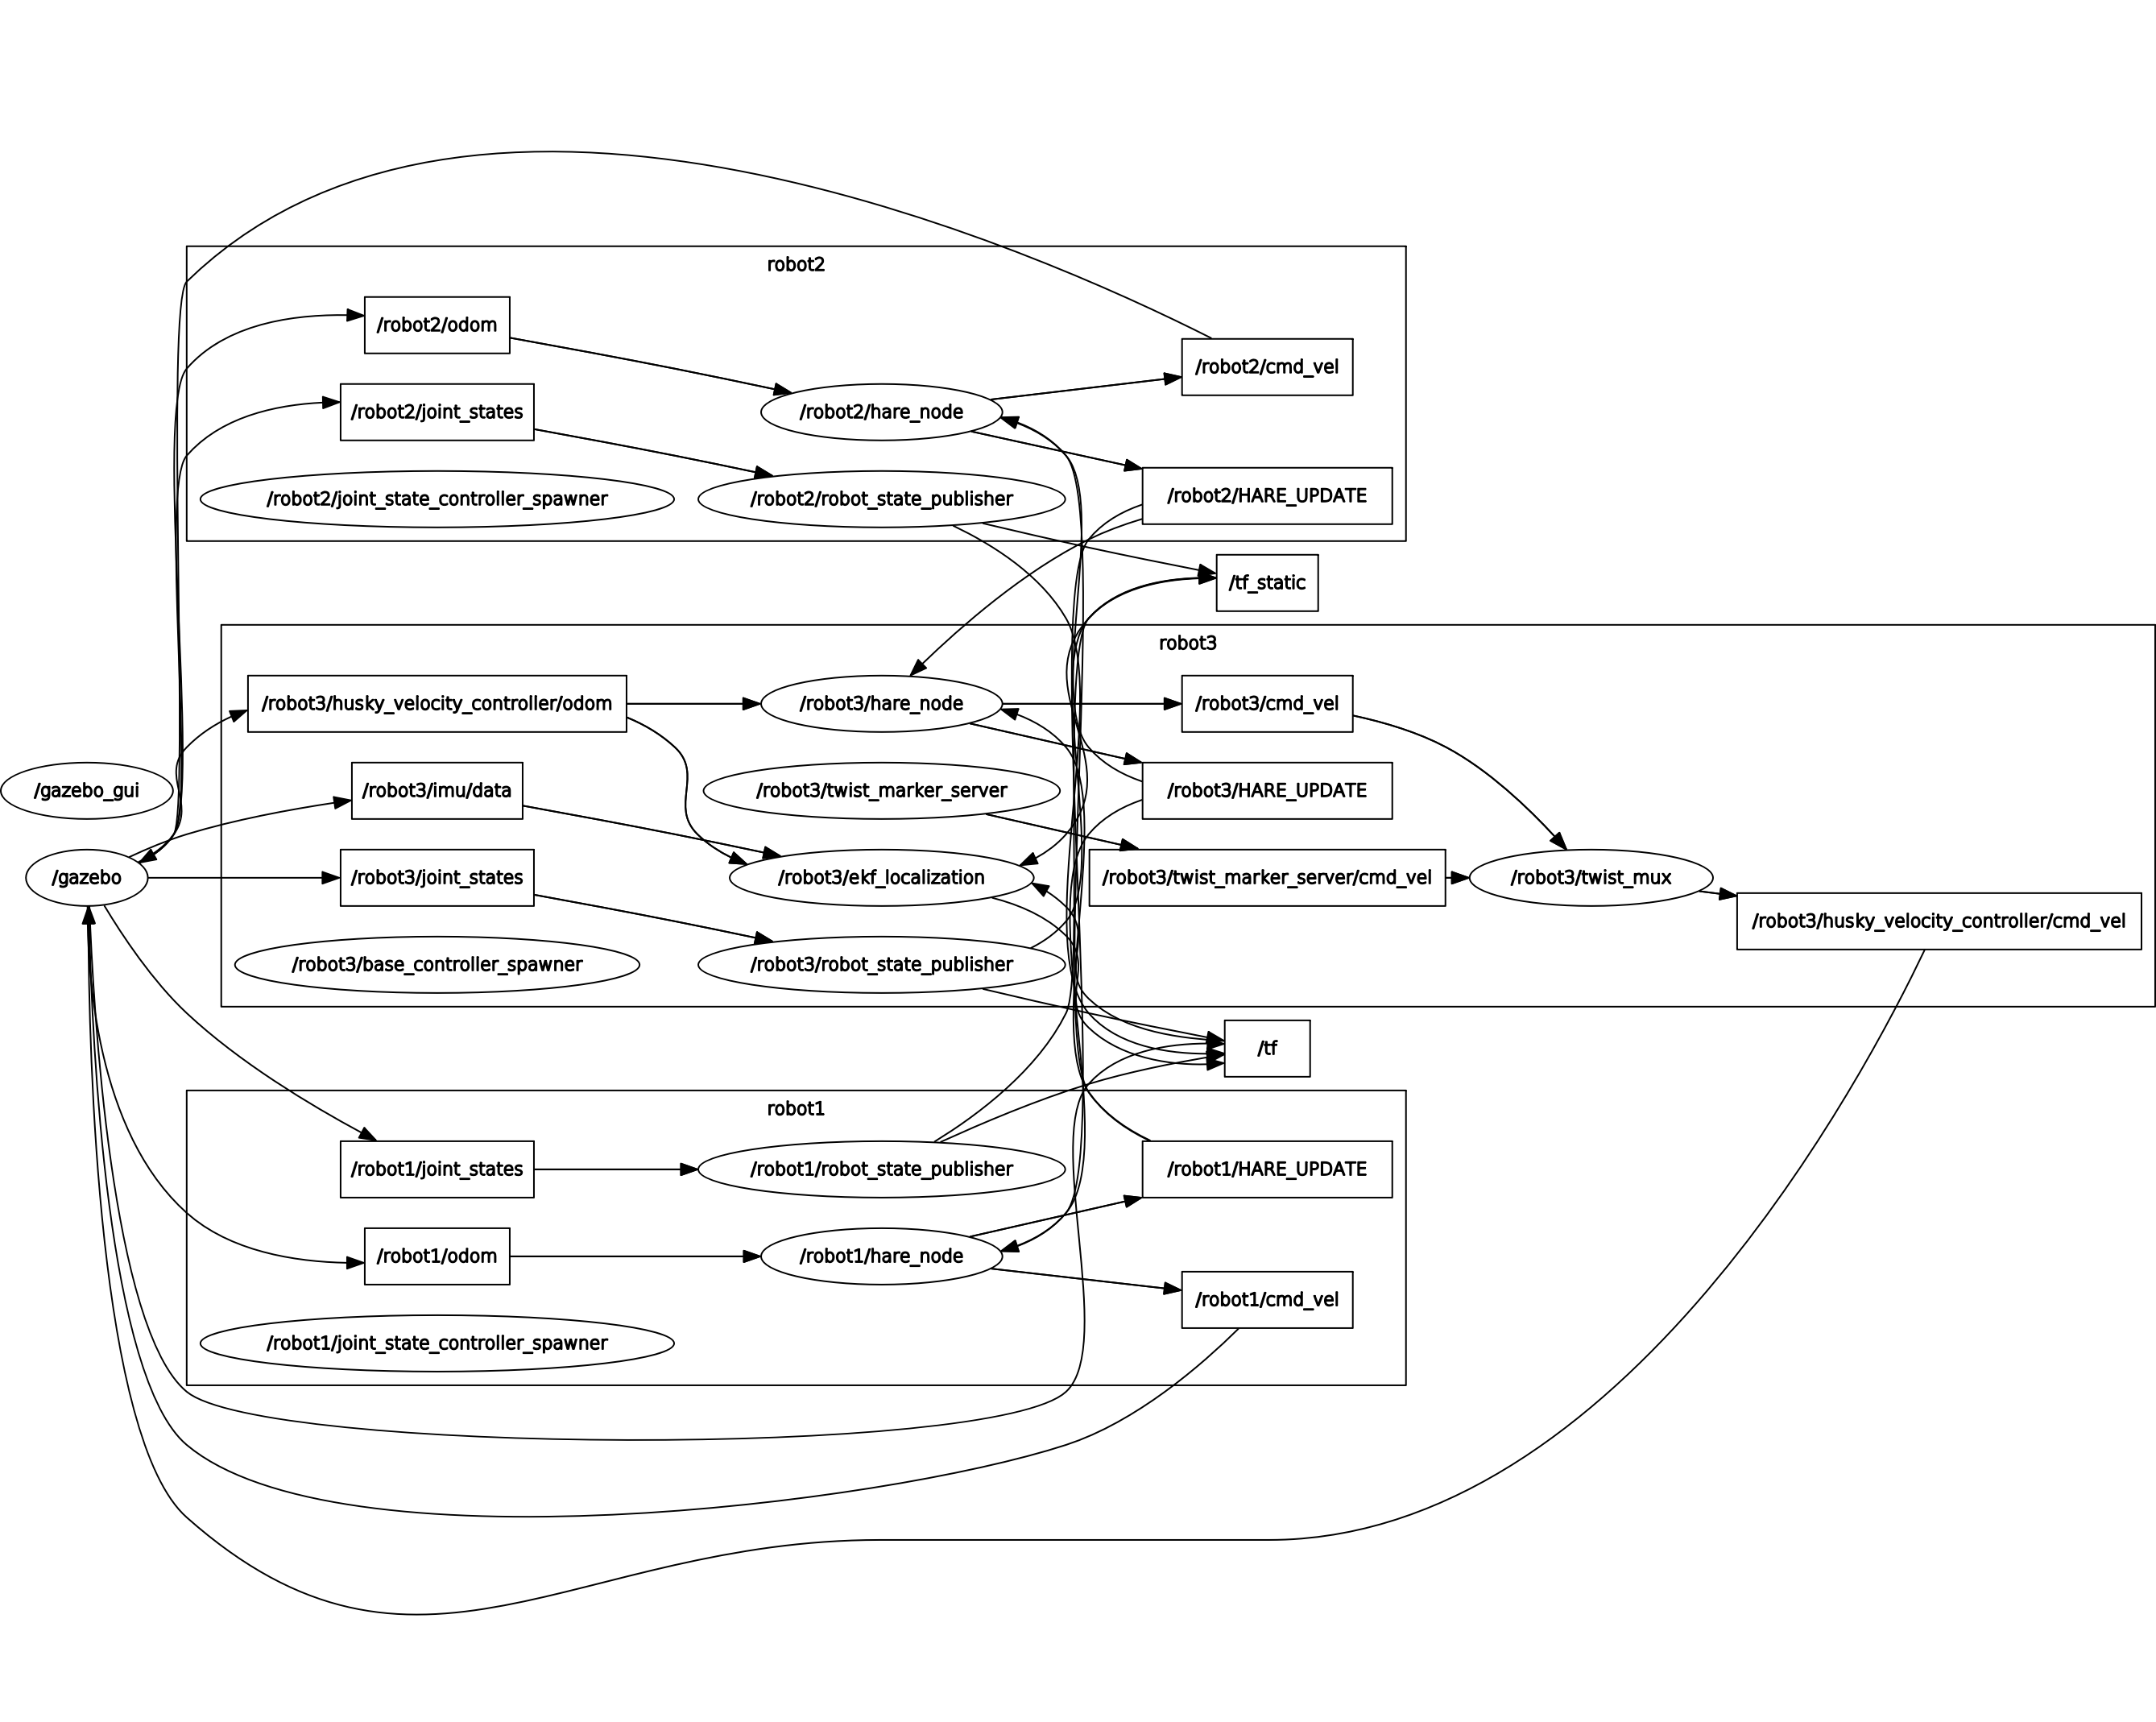 robot2
/robot2/odom
/robot2/cmd_vel
/robot2/joint_states
/robot2/hare_node
/robot2/HARE_UPDATE
/robot2/joint_state_controller_spawner
/robot2/robot_state_publisher
/tf_static
robot3
/robot3/husky_velocity_controller/odom
/robot3/hare_node
/robot3/cmd_vel
/gazebo_gui
/robot3/imu/data
/robot3/twist_marker_server
/robot3/HARE_UPDATE
/gazebo
/robot3/joint_states
/robot3/ekf_localization
/robot3/twist_marker_server/cmd_vel
/robot3/twist_mux
/robot3/husky_velocity_controller/cmd_vel
/robot3/base_controller_spawner
/robot3/robot_state_publisher
/tf
robot1
/robot1/joint_states
/robot1/robot_state_publisher
/robot1/HARE_UPDATE
/robot1/odom
/robot1/hare_node
/robot1/cmd_vel
/robot1/joint_state_controller_spawner